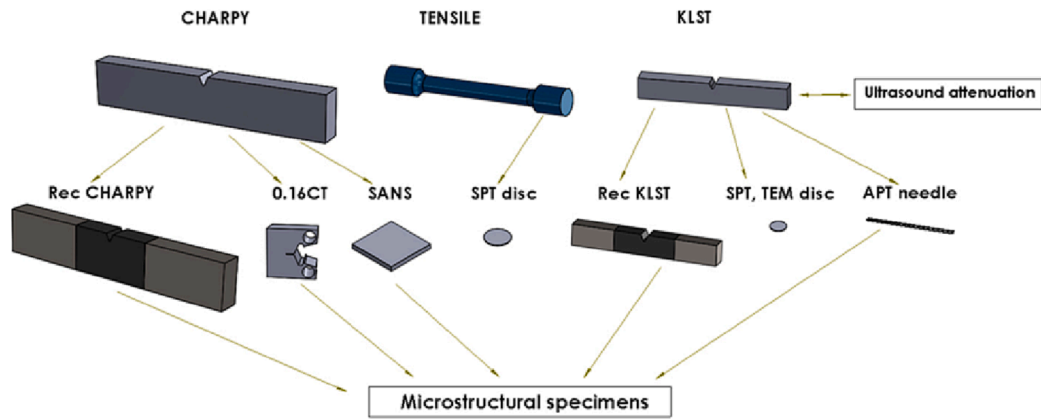 CHARPY TENSILE KLST
Ultrasound attenuation
Rec CHARPY 0.16CT SANS SPT disc Rec KLST SPT, TEM disc APT needle
Microstructural specimens